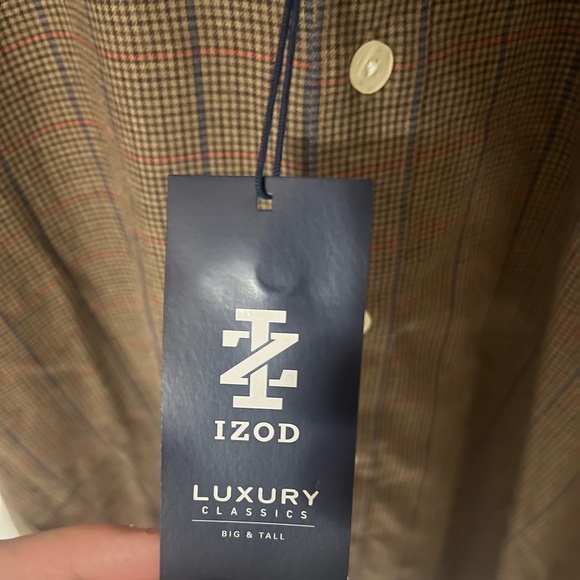 IZOD
LUXURY
CLASSICS
BIG & TALL